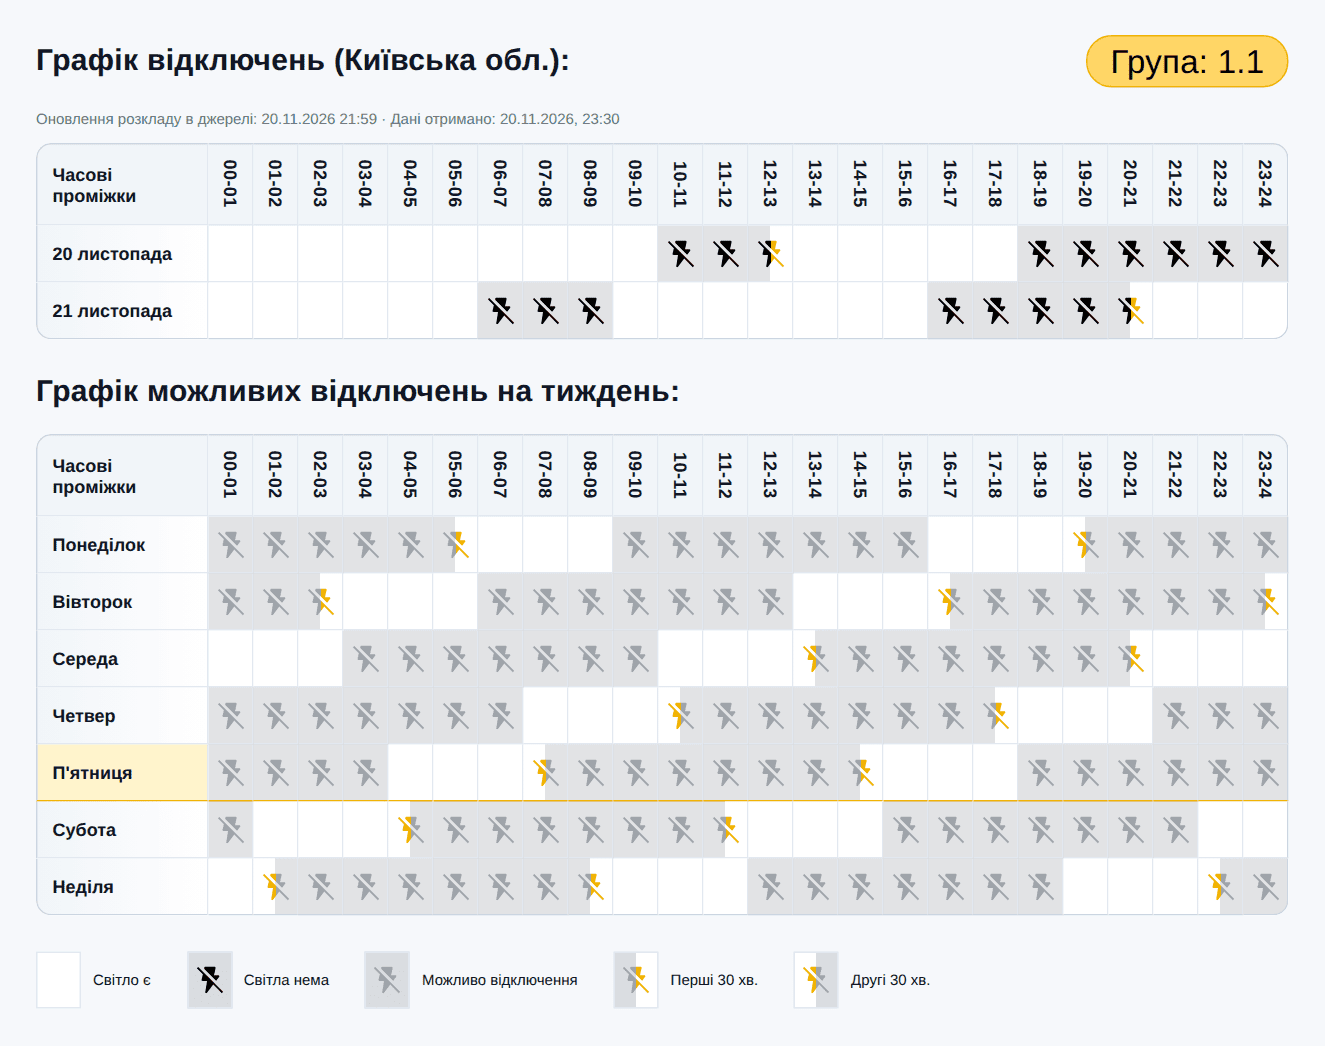 Графік відключень (Київська обл.):
Група: 1.1
Оновлення розкладу в джерелі: 20.11.2026 21:59 · Дані отримано: 20.11.2026, 23:30
Часові проміжки 00-01 01-02 02-03 03-04 04-05 05-06 06-07 07-08 08-09 09-10 10-11 11-12 12-13 13-14 14-15 15-16 16-17 17-18 18-19 19-20 20-21 21-22 22-23 23-24
20 листопада
21 листопада
Графік можливих відключень на тиждень:
Часові проміжки 00-01 01-02 02-03 03-04 04-05 05-06 06-07 07-08 08-09 09-10 10-11 11-12 12-13 13-14 14-15 15-16 16-17 17-18 18-19 19-20 20-21 21-22 22-23 23-24
Понеділок
Вівторок
Середа
Четвер
П'ятниця
Субота
Неділя
Світло є Світла нема Можливо відключення Перші 30 хв. Другі 30 хв.